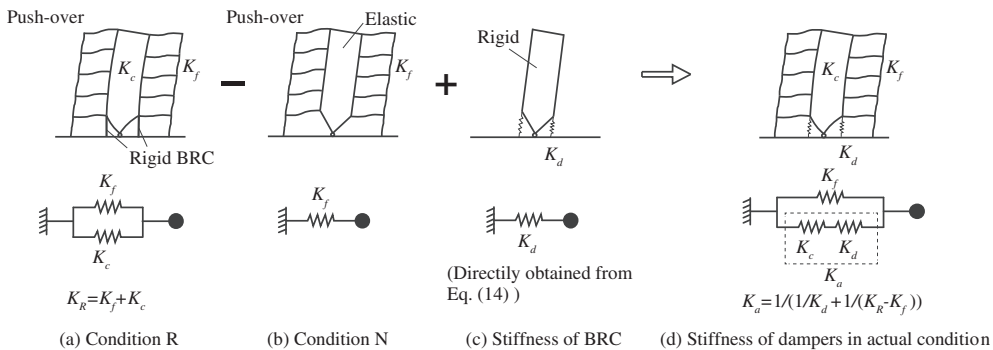 Push-over
K_c
K_f
Rigid BRC
Push-over
Elastic
K_f
Rigid
K_d
K_c
K_f
K_d
K_f
K_c
K_R=K_f+K_c
K_f
K_d
(Directily obtained from
Eq. (14) )
K_f
K_c
K_d
K_a
K_a=1/(1/K_d+1/(K_R-K_f))
(a) Condition R
(b) Condition N
(c) Stiffness of BRC
(d) Stiffness of dampers in actual condition